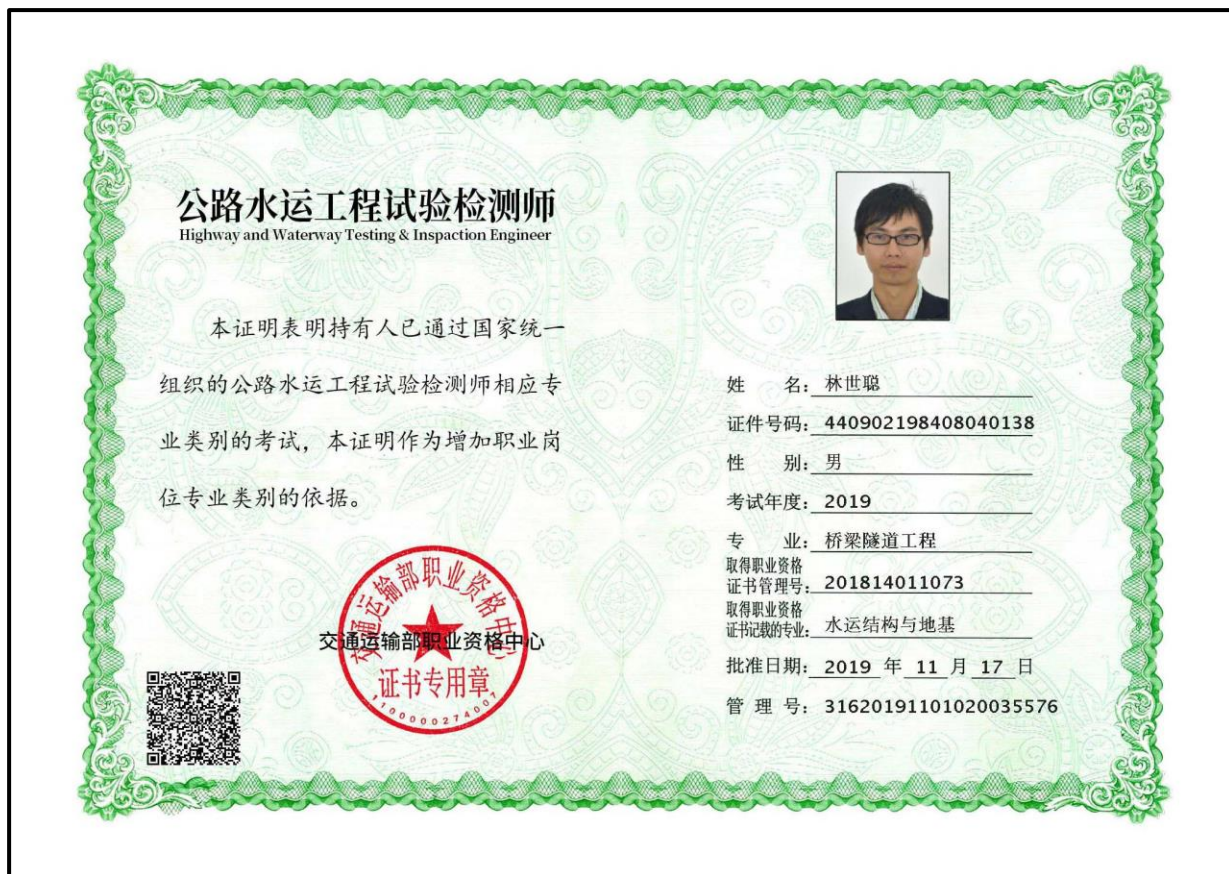 公路水运工程试验检测师
Highway and Waterway Testing & Inspaction Engineer
本证明表明持有人已通过国家统一
组织的公路水运工程试验检测师相应专
业类别的考试，本证明作为增加职业岗
位专业类别的依据。
交通运输部职业资格中心
交通运输部职业资格中心
证书专用章
1000000274007
姓 名：林世聪
证件号码：440902198408040138
性 别：男
考试年度：2019
专 业：桥梁隧道工程
取得职业资格
证书管理号：201814011073
取得职业资格
证书记载的专业：水运结构与地基
批准日期：2019 年 11 月 17 日
管 理 号：31620191101020035576